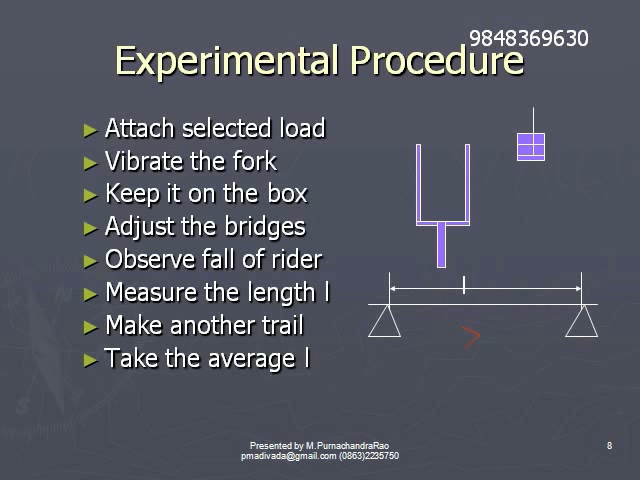 9848369630
Experimental Procedure
► Attach selected load
► Vibrate the fork
► Keep it on the box
► Adjust the bridges
► Observe fall of rider
► Measure the length l
► Make another trail
► Take the average l
l
Presented by M.PurnachandraRao
pmadivada@gmail.com (0863)2235750
8